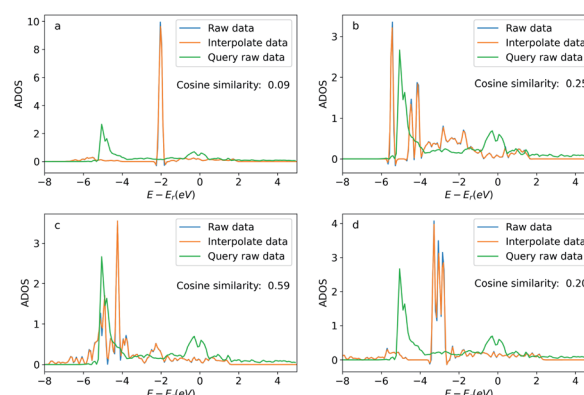 a
Raw data
Interpolate data
Query raw data
Cosine similarity: 0.09
ADOS
10
8
6
4
2
0
−8 −6 −4 −2 0 2 4
E − Er(eV)
b
Raw data
Interpolate data
Query raw data
Cosine similarity: 0.25
ADOS
3
2
1
0
−8 −6 −4 −2 0 2 4
E − Er(eV)
c
Raw data
Interpolate data
Query raw data
Cosine similarity: 0.59
ADOS
3
2
1
0
−8 −6 −4 −2 0 2 4
E − Er(eV)
d
Raw data
Interpolate data
Query raw data
Cosine similarity: 0.20
ADOS
4
3
2
1
0
−8 −6 −4 −2 0 2 4
E − Er(eV)